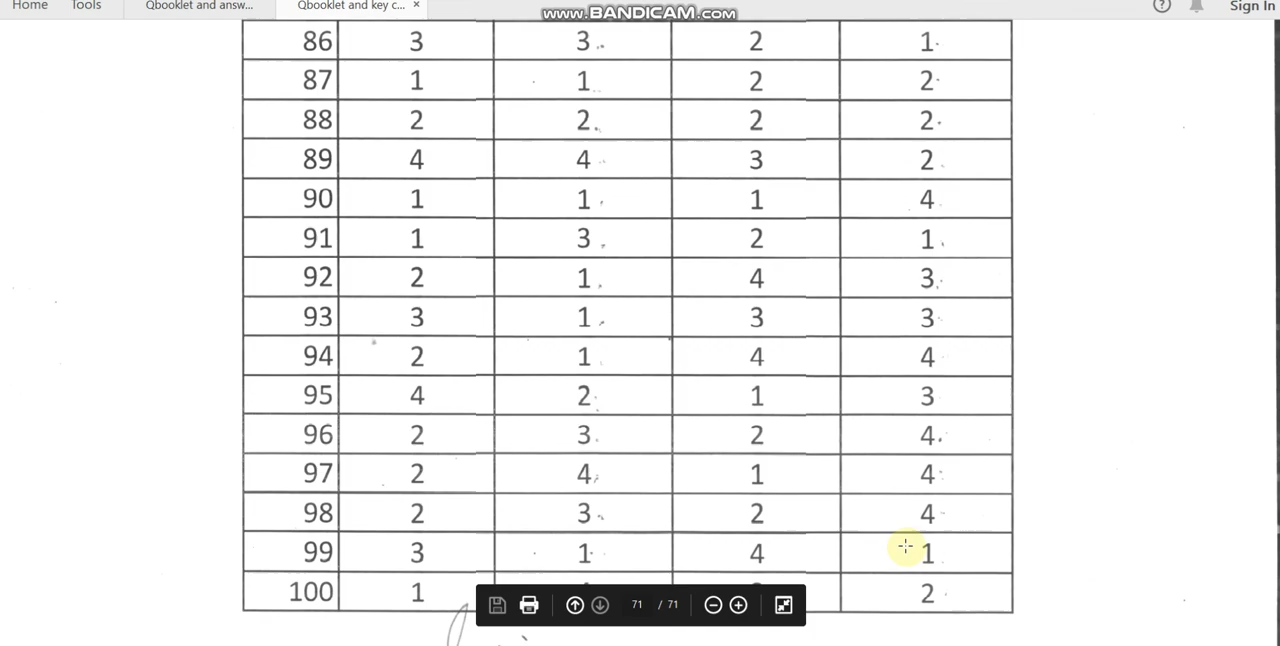 Home Tools Qbooklet and answ... Qbooklet and key c... × www.BANDICAM.com Sign In
86 3 3 2 1
87 1 1 2 2
88 2 2 2 2
89 4 4 3 2
90 1 1 1 4
91 1 3 2 1
92 2 1 4 3
93 3 1 3 3
94 2 1 4 4
95 4 2 1 3
96 2 3 2 4
97 2 4 1 4
98 2 3 2 4
99 3 1 4 1
100 1 2
71 / 71